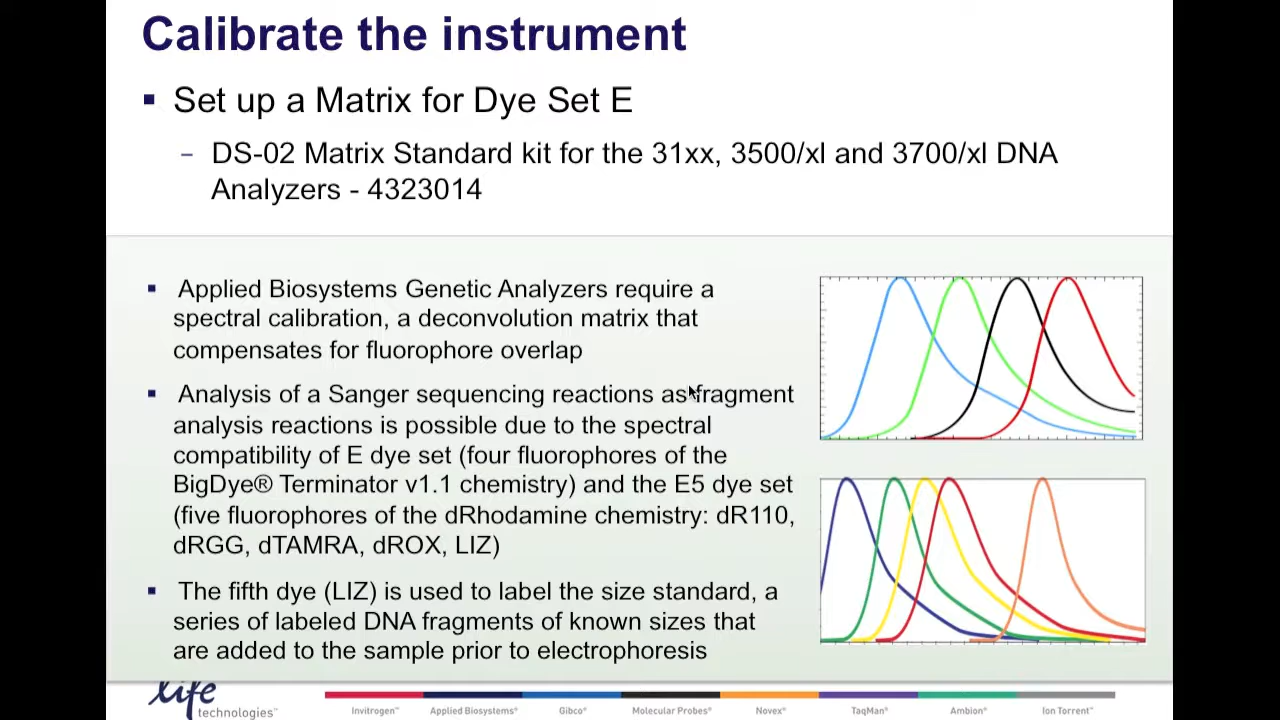 Calibrate the instrument
▪ Set up a Matrix for Dye Set E
– DS-02 Matrix Standard kit for the 31xx, 3500/xl and 3700/xl DNA
Analyzers - 4323014
▪ Applied Biosystems Genetic Analyzers require a
spectral calibration, a deconvolution matrix that
compensates for fluorophore overlap
▪ Analysis of a Sanger sequencing reactions as fragment
analysis reactions is possible due to the spectral
compatibility of E dye set (four fluorophores of the
BigDye® Terminator v1.1 chemistry) and the E5 dye set
(five fluorophores of the dRhodamine chemistry: dR110,
dRGG, dTAMRA, dROX, LIZ)
▪ The fifth dye (LIZ) is used to label the size standard, a
series of labeled DNA fragments of known sizes that
are added to the sample prior to electrophoresis
life
technologies™
Invitrogen™ Applied Biosystems® Gibco® Molecular Probes® Novex® TaqMan® Ambion® Ion Torrent™